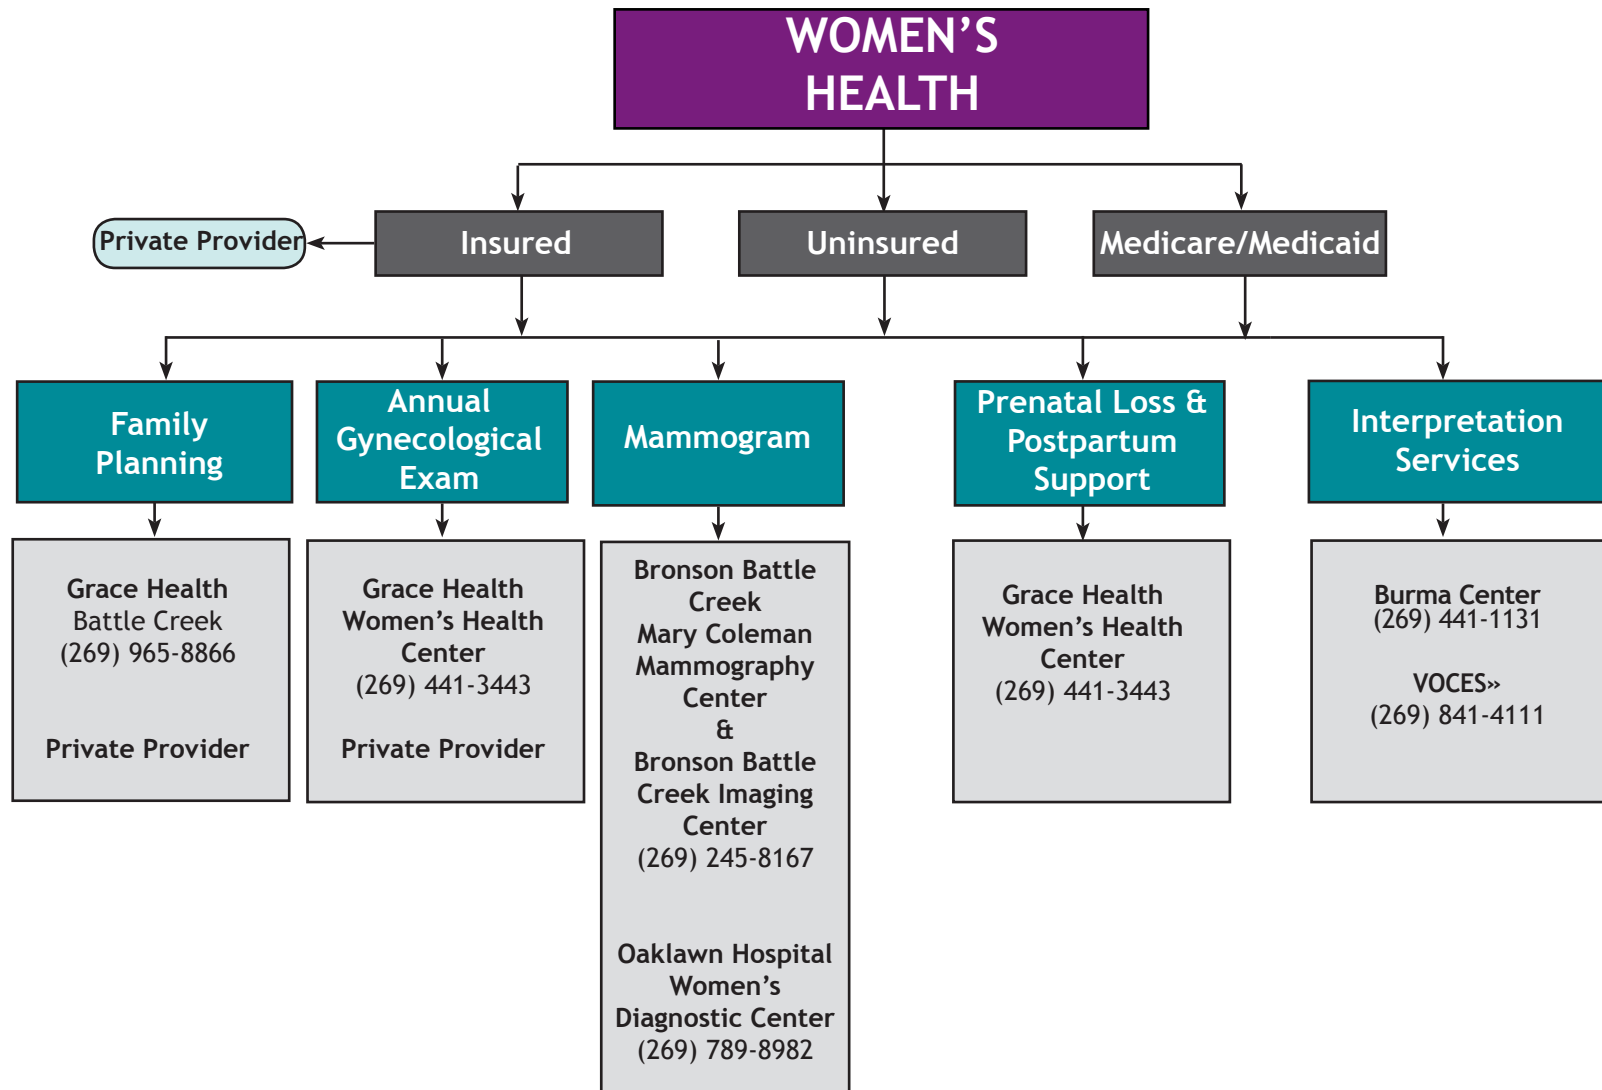 WOMEN’S
HEALTH
Private Provider
Insured
Uninsured
Medicare/Medicaid
Family
Planning
Annual
Gynecological
Exam
Mammogram
Prenatal Loss &
Postpartum
Support
Interpretation
Services
Grace Health
Battle Creek
(269) 965-8866
Private Provider
Grace Health
Women’s Health
Center
(269) 441-3443
Private Provider
Bronson Battle
Creek
Mary Coleman
Mammography
Center
&
Bronson Battle
Creek Imaging
Center
(269) 245-8167
Oaklawn Hospital
Women’s
Diagnostic Center
(269) 789-8982
Grace Health
Women’s Health
Center
(269) 441-3443
Burma Center
(269) 441-1131
VOCES»
(269) 841-4111